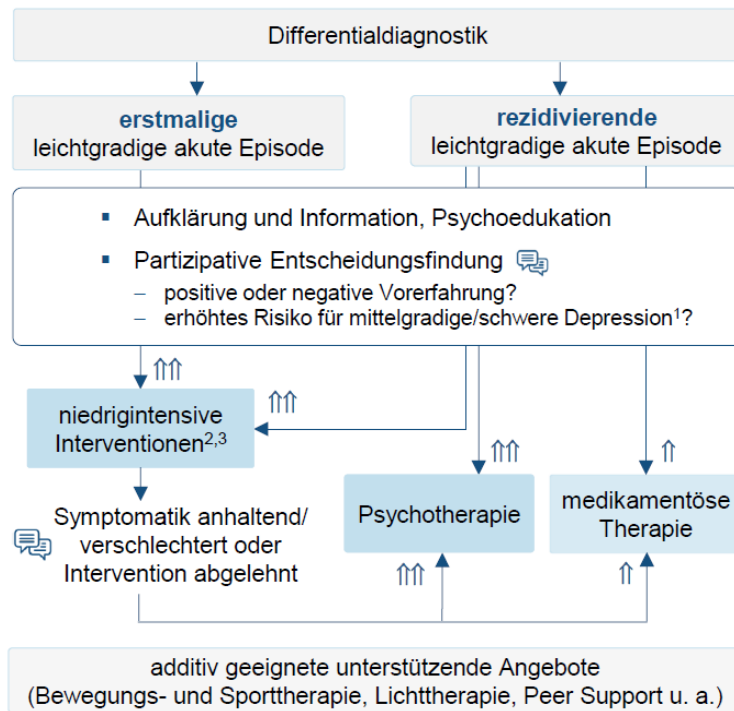 Differentialdiagnostik
erstmalige
leichtgradige akute Episode
rezidivierende
leichtgradige akute Episode
▪ Aufklärung und Information, Psychoedukation
▪ Partizipative Entscheidungsfindung
– positive oder negative Vorerfahrung?
– erhöhtes Risiko für mittelgradige/schwere Depression¹?
⇑⇑
niedrigintensive
Interventionen²,³
⇑⇑
⇑⇑
⇑
Symptomatik anhaltend/
verschlechtert oder
Intervention abgelehnt
Psychotherapie
medikamentöse
Therapie
⇑⇑
⇑
additiv geeignete unterstützende Angebote
(Bewegungs- und Sporttherapie, Lichttherapie, Peer Support u. a.)